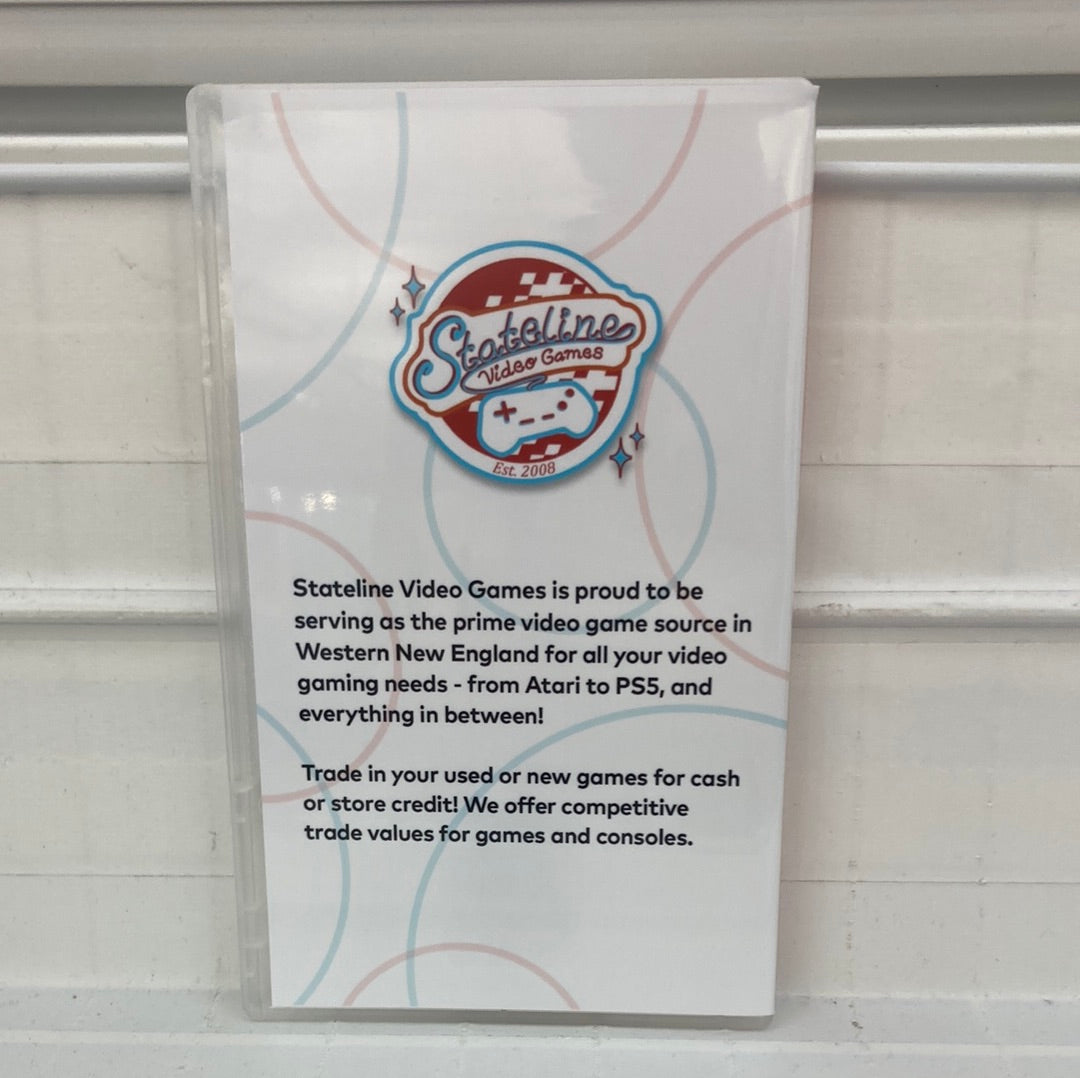 Stateline
Video Games
Est. 2008
Stateline Video Games is proud to be
serving as the prime video game source in
Western New England for all your video
gaming needs - from Atari to PS5, and
everything in between!
Trade in your used or new games for cash
or store credit! We offer competitive
trade values for games and consoles.